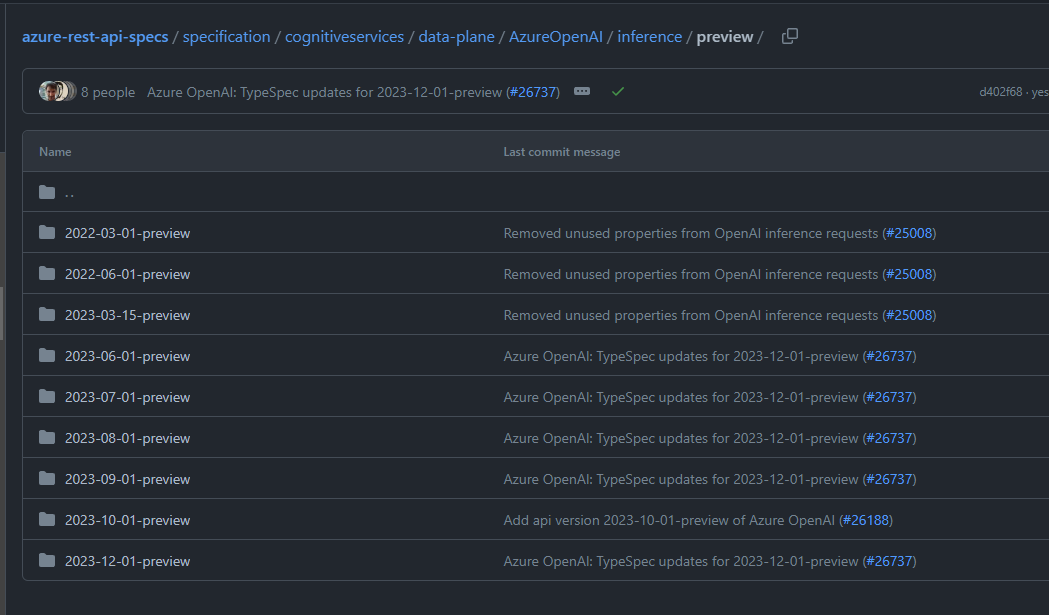 azure-rest-api-specs / specification / cognitiveservices / data-plane / AzureOpenAI / inference / preview /
8 people Azure OpenAI: TypeSpec updates for 2023-12-01-preview (#26737) d402f68 · yes
Name Last commit message
..
2022-03-01-preview Removed unused properties from OpenAI inference requests (#25008)
2022-06-01-preview Removed unused properties from OpenAI inference requests (#25008)
2023-03-15-preview Removed unused properties from OpenAI inference requests (#25008)
2023-06-01-preview Azure OpenAI: TypeSpec updates for 2023-12-01-preview (#26737)
2023-07-01-preview Azure OpenAI: TypeSpec updates for 2023-12-01-preview (#26737)
2023-08-01-preview Azure OpenAI: TypeSpec updates for 2023-12-01-preview (#26737)
2023-09-01-preview Azure OpenAI: TypeSpec updates for 2023-12-01-preview (#26737)
2023-10-01-preview Add api version 2023-10-01-preview of Azure OpenAI (#26188)
2023-12-01-preview Azure OpenAI: TypeSpec updates for 2023-12-01-preview (#26737)